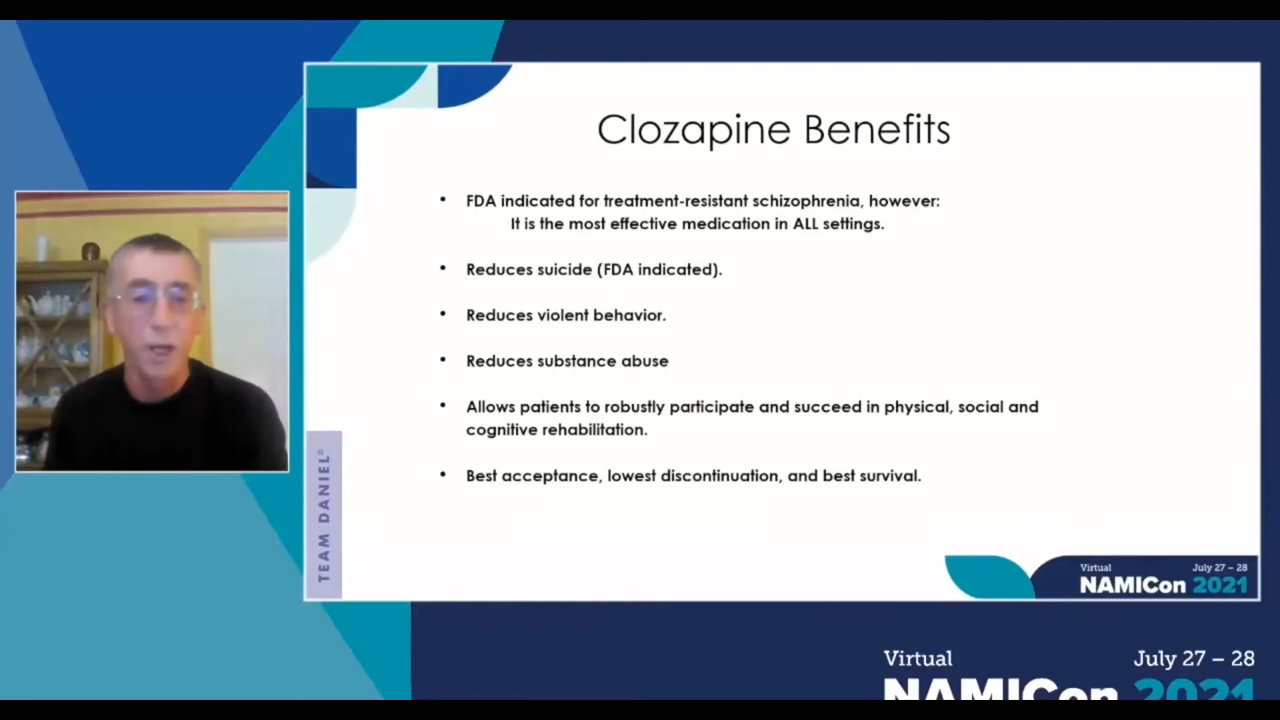 Clozapine Benefits
• FDA indicated for treatment-resistant schizophrenia, however:
It is the most effective medication in ALL settings.
• Reduces suicide (FDA indicated).
• Reduces violent behavior.
• Reduces substance abuse
• Allows patients to robustly participate and succeed in physical, social and
cognitive rehabilitation.
• Best acceptance, lowest discontinuation, and best survival.
TEAM DANIEL©
Virtual July 27 – 28
NAMICon 2021
Virtual July 27 – 28
NAMICon 2021